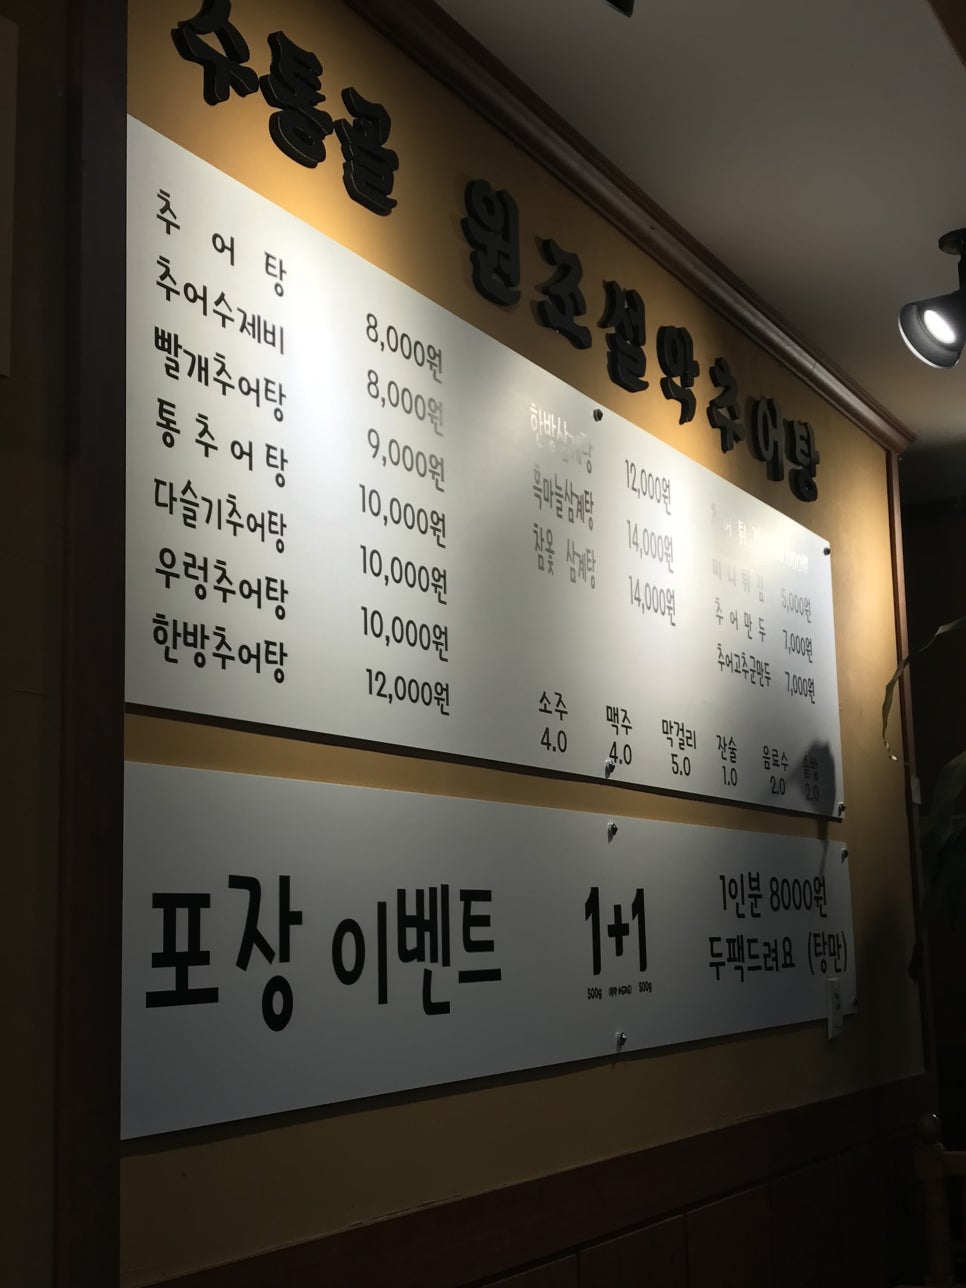 수통골 원조설악추어탕
추어탕 8,000원
추어수제비 8,000원
빨개추어탕 9,000원
통추어탕 10,000원
다슬기추어탕 10,000원
우렁추어탕 10,000원
한방추어탕 12,000원
한방삼계탕 12,000원
흑마늘삼계탕 14,000원
참옻 삼계탕 14,000원
미니튀김 5,000원
추어만두 7,000원
추어고추군만두 7,000원
소주 맥주 막걸리 잔술 음료수 솔밥
4.0 4.0 5.0 1.0 2.0 2.0
포장 이벤트 1+1
500g 500g
1인분 8000원
두팩드려요 (탕만)